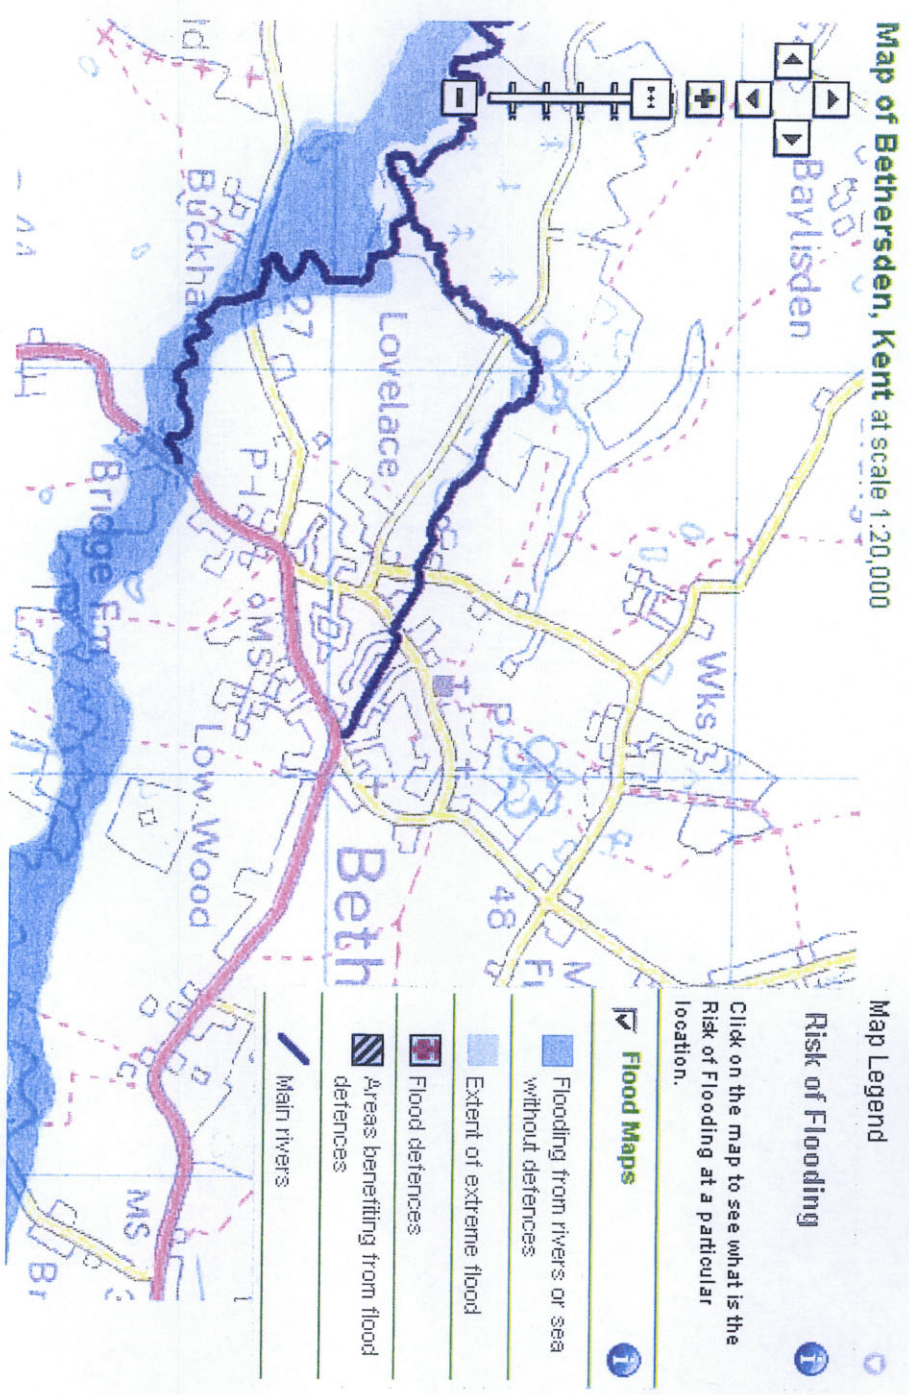 Map of Bethersden, Kent at scale 1:20,000
Baylisden
Wks
48
P
T
Beth
Lovelace
27
P-I
MS
Low Wood
Buckha
Bridge Fm
MS
Br
Map Legend
Risk of Flooding
Click on the map to see what is the
Risk of Flooding at a particular
location.
Flood Maps
Flooding from rivers or sea
without defences
Extent of extreme flood
Flood defences
Areas benefiting from flood
defences
Main rivers